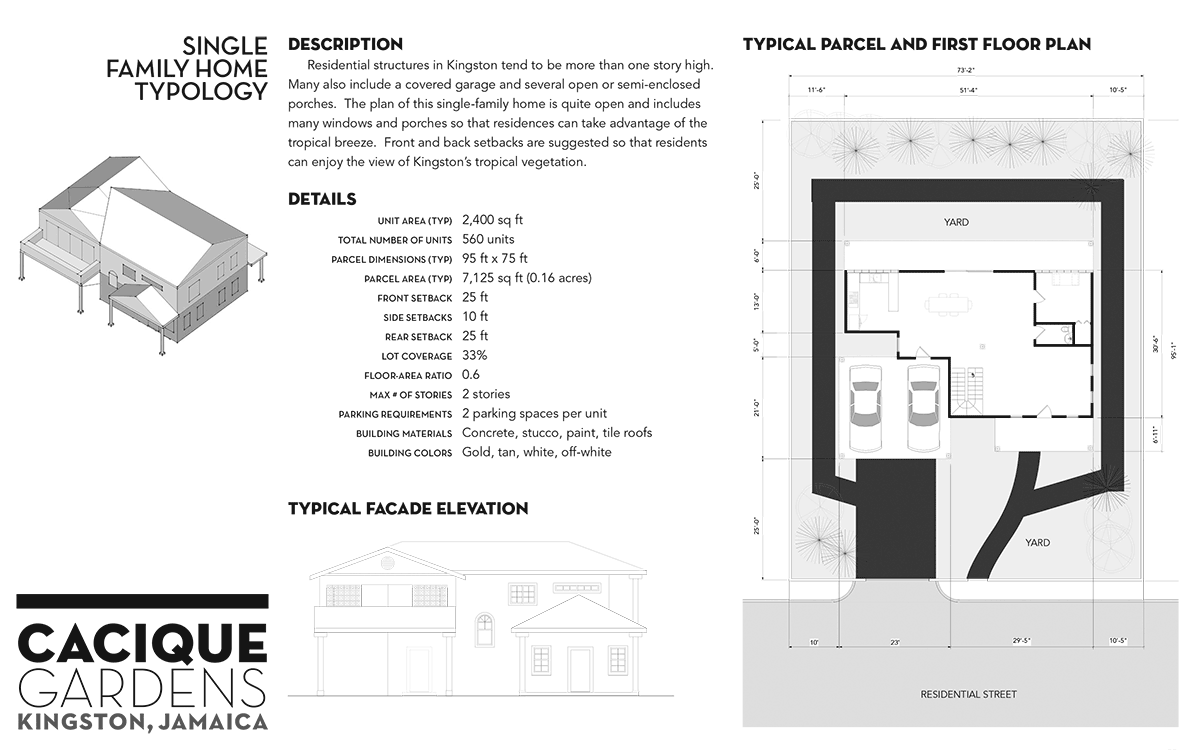 SINGLE
FAMILY HOME
TYPOLOGY
DESCRIPTION
Residential structures in Kingston tend to be more than one story high.
Many also include a covered garage and several open or semi-enclosed
porches. The plan of this single-family home is quite open and includes
many windows and porches so that residences can take advantage of the
tropical breeze. Front and back setbacks are suggested so that residents
can enjoy the view of Kingston's tropical vegetation.
DETAILS
UNIT AREA (TYP) 2,400 sq ft
TOTAL NUMBER OF UNITS 560 units
PARCEL DIMENSIONS (TYP) 95 ft x 75 ft
PARCEL AREA (TYP) 7,125 sq ft (0.16 acres)
FRONT SETBACK 25 ft
SIDE SETBACKS 10 ft
REAR SETBACK 25 ft
LOT COVERAGE 33%
FLOOR-AREA RATIO 0.6
MAX # OF STORIES 2 stories
PARKING REQUIREMENTS 2 parking spaces per unit
BUILDING MATERIALS Concrete, stucco, paint, tile roofs
BUILDING COLORS Gold, tan, white, off-white
TYPICAL FACADE ELEVATION
CACIQUE
GARDENS
KINGSTON, JAMAICA
TYPICAL PARCEL AND FIRST FLOOR PLAN
73'-2"
11'-6" 51'-4" 10'-5"
25'-0"
YARD
6'-0"
13'-0"
5'-0"
21'-0"
25'-0"
30'-6"
95'-1"
6'-11"
YARD
10' 23' 29'-5" 10'-5"
RESIDENTIAL STREET